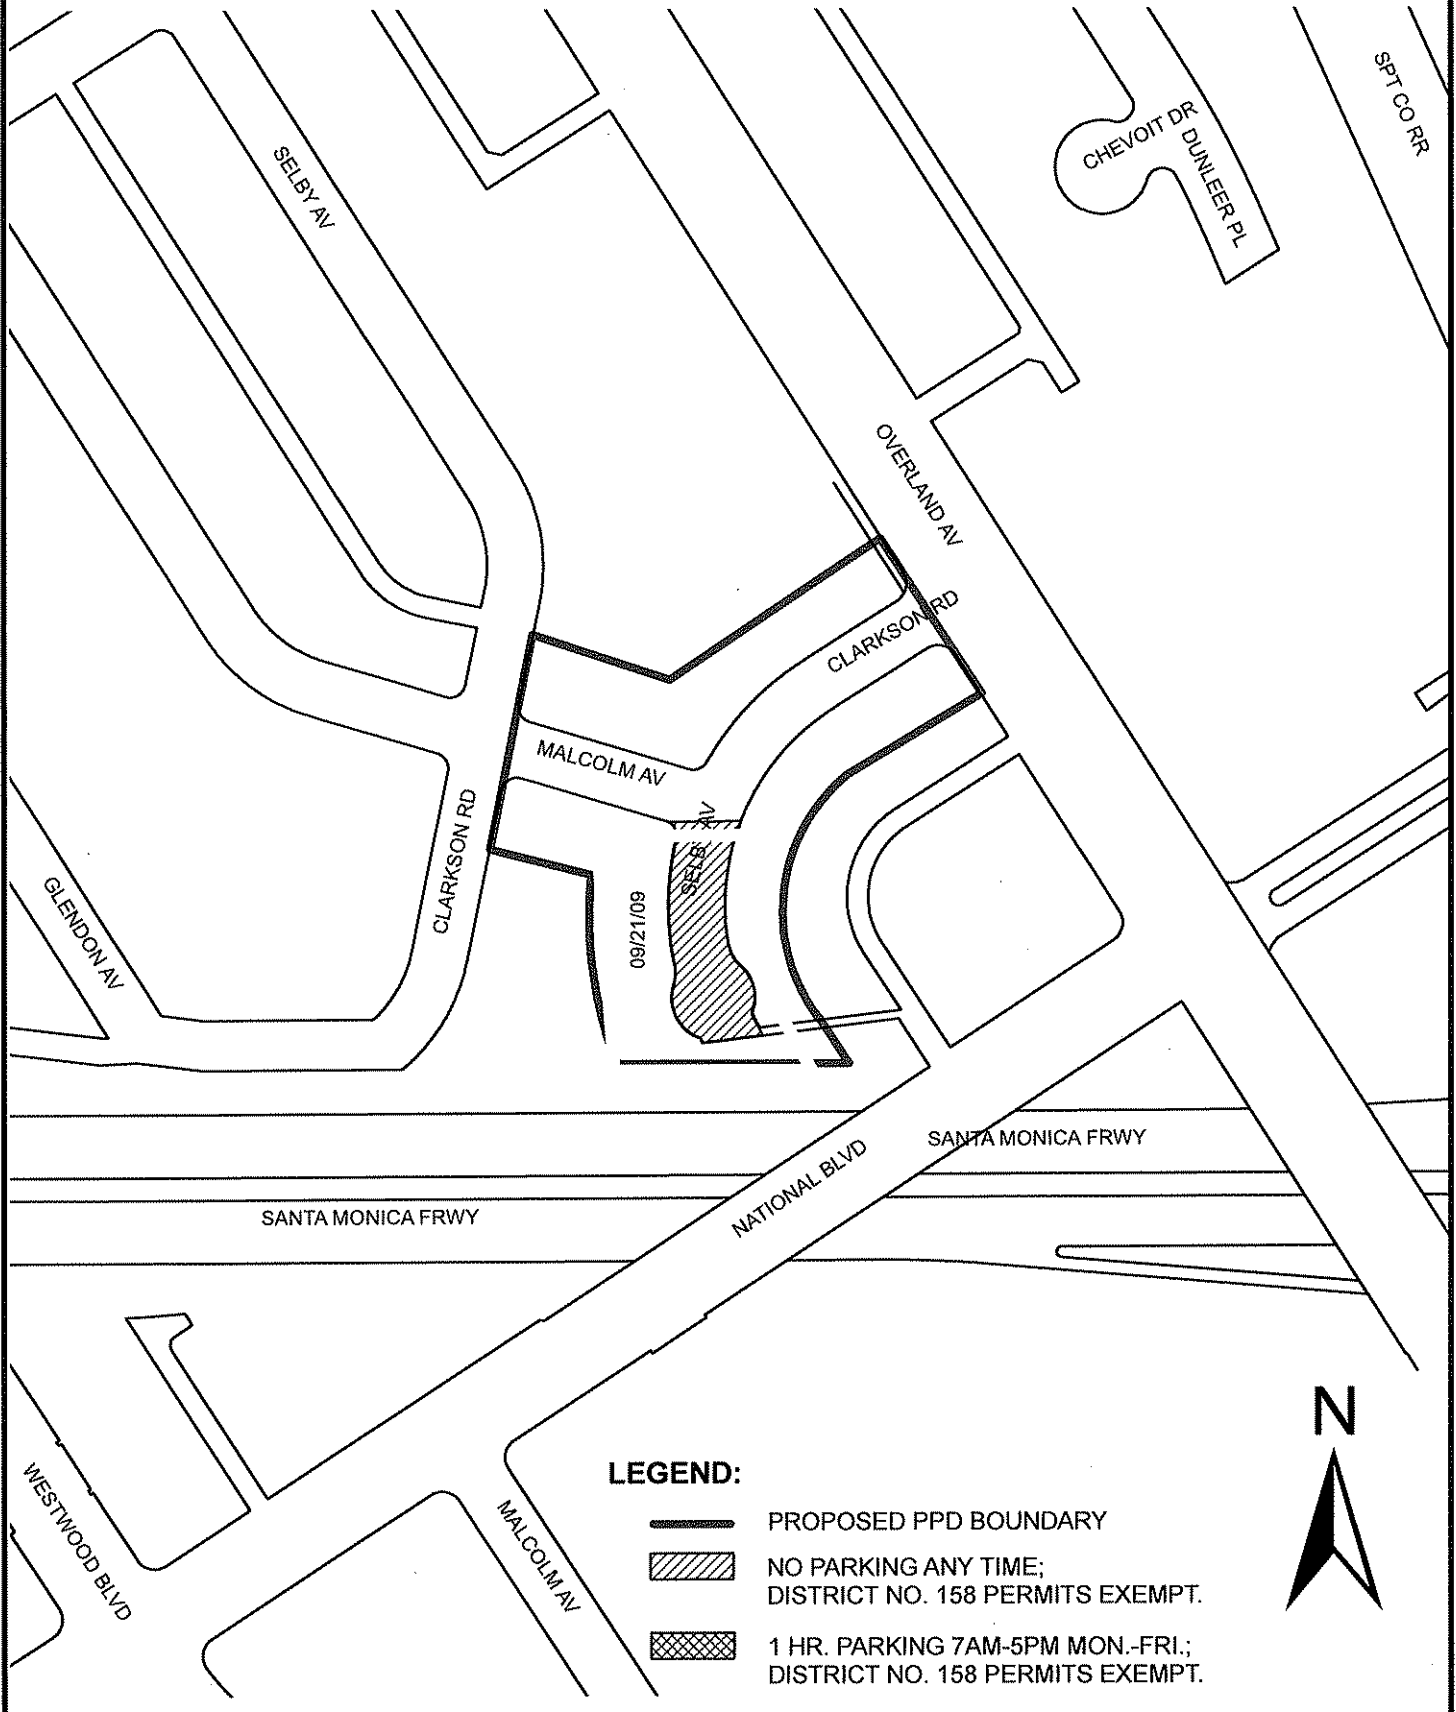 SELBY AV
CHEVOIT DR
DUNLEER PL
SPT CO RR
OVERLAND AV
CLARKSON RD
MALCOLM AV
SELBY AV
CLARKSON RD
09/21/09
GLENDON AV
SANTA MONICA FRWY
NATIONAL BLVD
SANTA MONICA FRWY
WESTWOOD BLVD
MALCOLM AV
N
LEGEND:
PROPOSED PPD BOUNDARY
NO PARKING ANY TIME;
DISTRICT NO. 158 PERMITS EXEMPT.
1 HR. PARKING 7AM-5PM MON.-FRI.;
DISTRICT NO. 158 PERMITS EXEMPT.